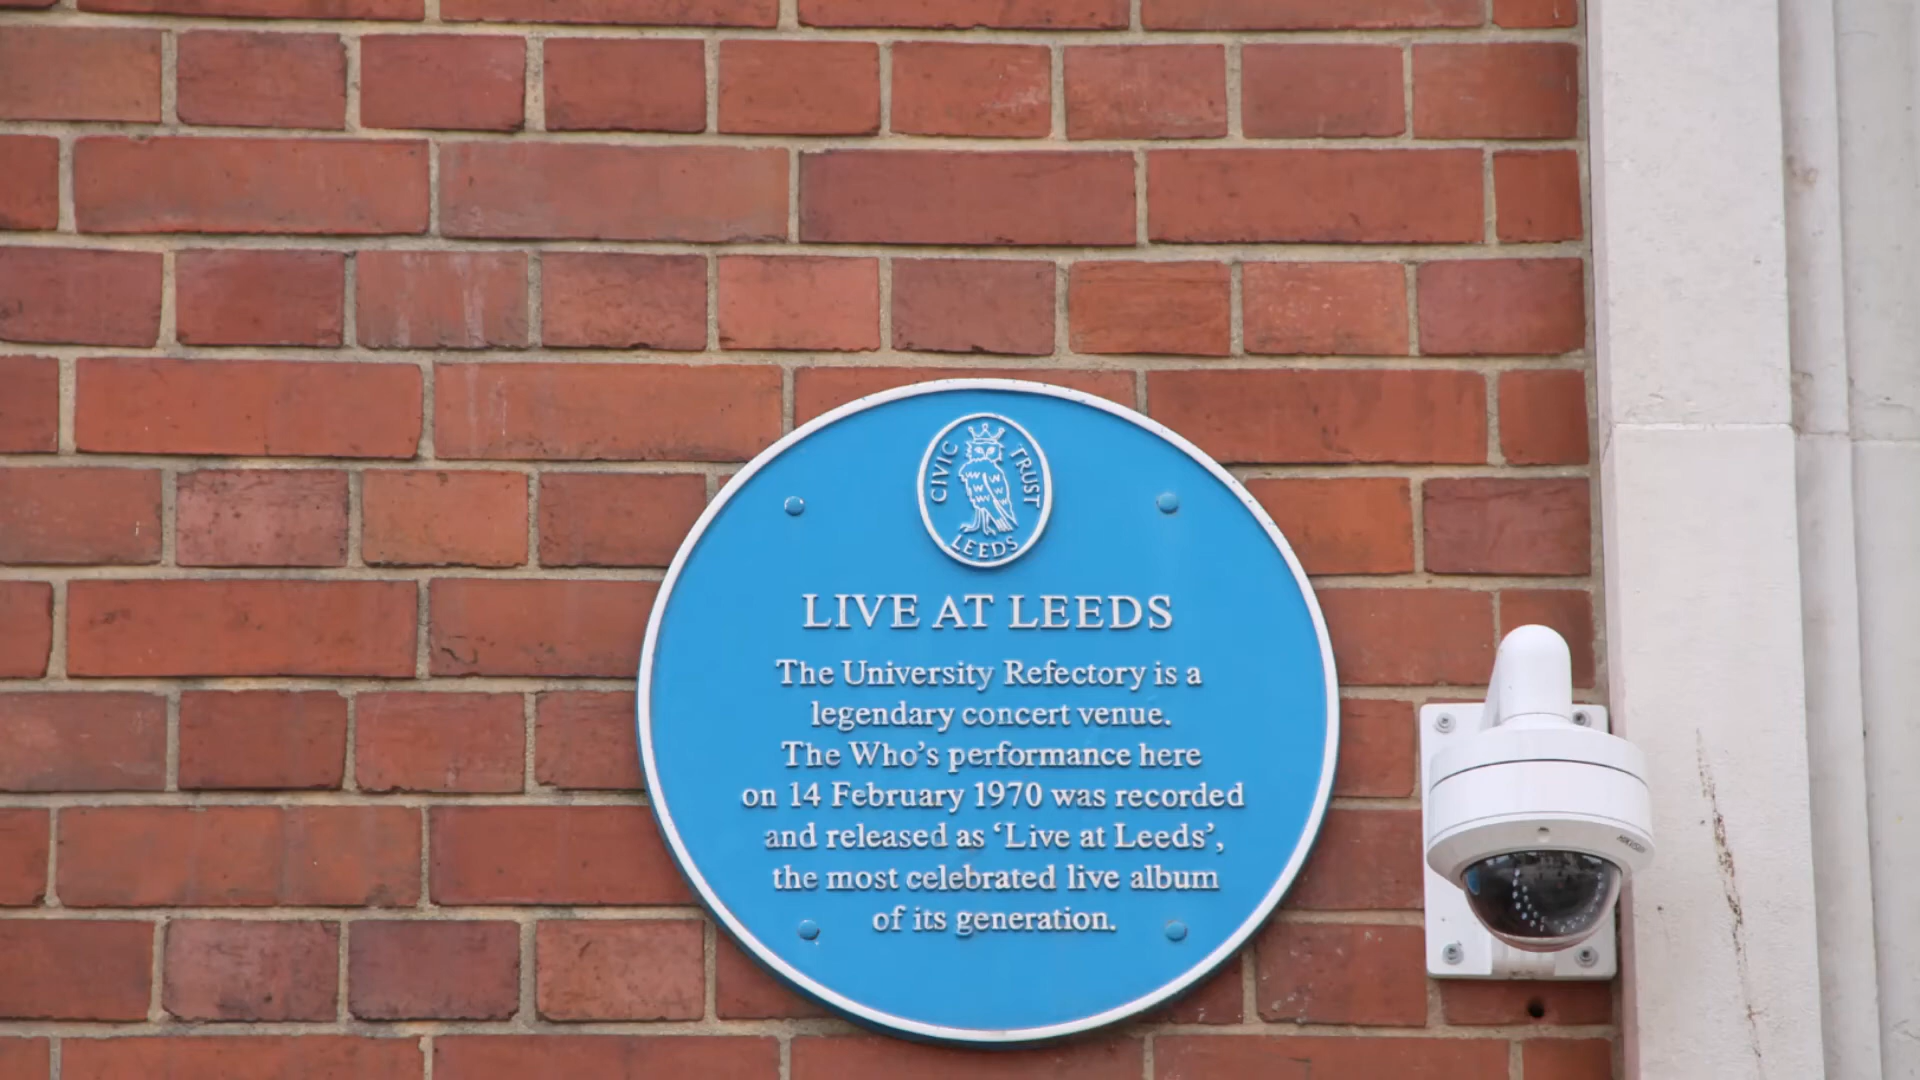 CIVIC TRUST
LEEDS
LIVE AT LEEDS
The University Refectory is a
legendary concert venue.
The Who's performance here
on 14 February 1970 was recorded
and released as ‘Live at Leeds’,
the most celebrated live album
of its generation.
HIKVISION